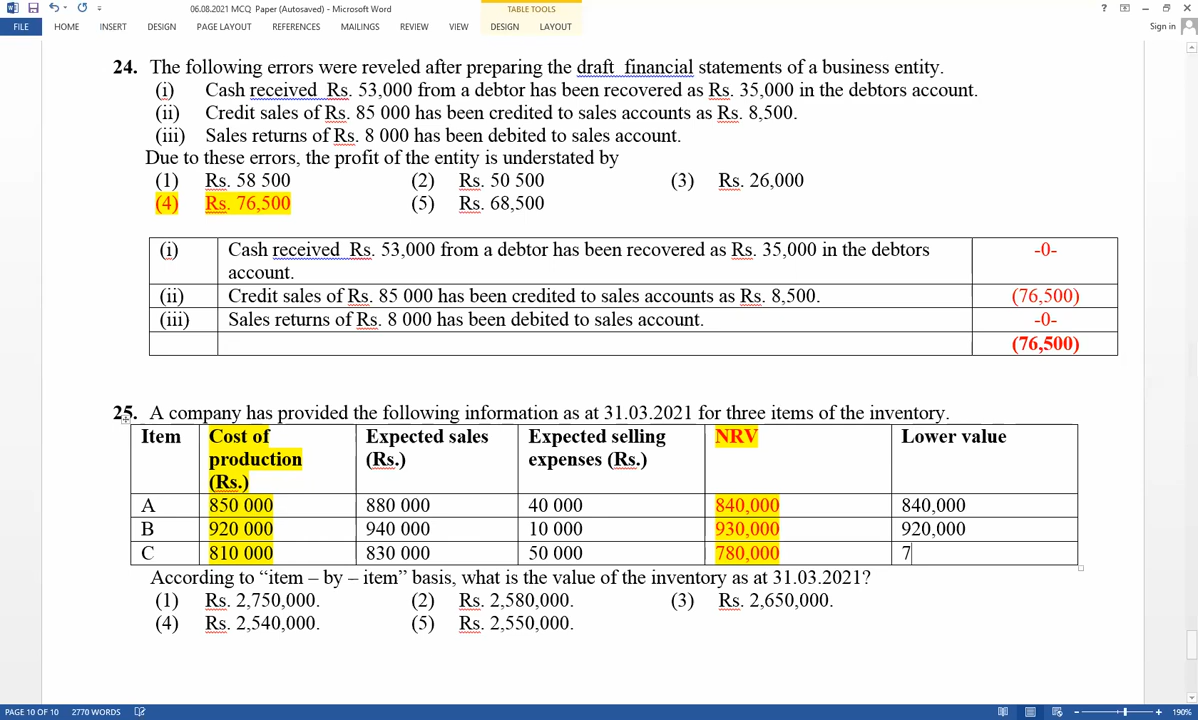 06.08.2021 MCQ Paper (Autosaved) - Microsoft Word
TABLE TOOLS
FILE HOME INSERT DESIGN PAGE LAYOUT REFERENCES MAILINGS REVIEW VIEW DESIGN LAYOUT
Sign in
24. The following errors were reveled after preparing the draft financial statements of a business entity.
(i) Cash received Rs. 53,000 from a debtor has been recovered as Rs. 35,000 in the debtors account.
(ii) Credit sales of Rs. 85 000 has been credited to sales accounts as Rs. 8,500.
(iii) Sales returns of Rs. 8 000 has been debited to sales account.
Due to these errors, the profit of the entity is understated by
(1) Rs. 58 500 (2) Rs. 50 500 (3) Rs. 26,000
(4) Rs. 76,500 (5) Rs. 68,500
(i) Cash received Rs. 53,000 from a debtor has been recovered as Rs. 35,000 in the debtors -0-
account.
(ii) Credit sales of Rs. 85 000 has been credited to sales accounts as Rs. 8,500. (76,500)
(iii) Sales returns of Rs. 8 000 has been debited to sales account. -0-
(76,500)
25. A company has provided the following information as at 31.03.2021 for three items of the inventory.
Item Cost of Expected sales Expected selling NRV Lower value
production (Rs.) expenses (Rs.)
(Rs.)
A 850 000 880 000 40 000 840,000 840,000
B 920 000 940 000 10 000 930,000 920,000
C 810 000 830 000 50 000 780,000 7
According to “item – by – item” basis, what is the value of the inventory as at 31.03.2021?
(1) Rs. 2,750,000. (2) Rs. 2,580,000. (3) Rs. 2,650,000.
(4) Rs. 2,540,000. (5) Rs. 2,550,000.
PAGE 10 OF 10 2770 WORDS 190%